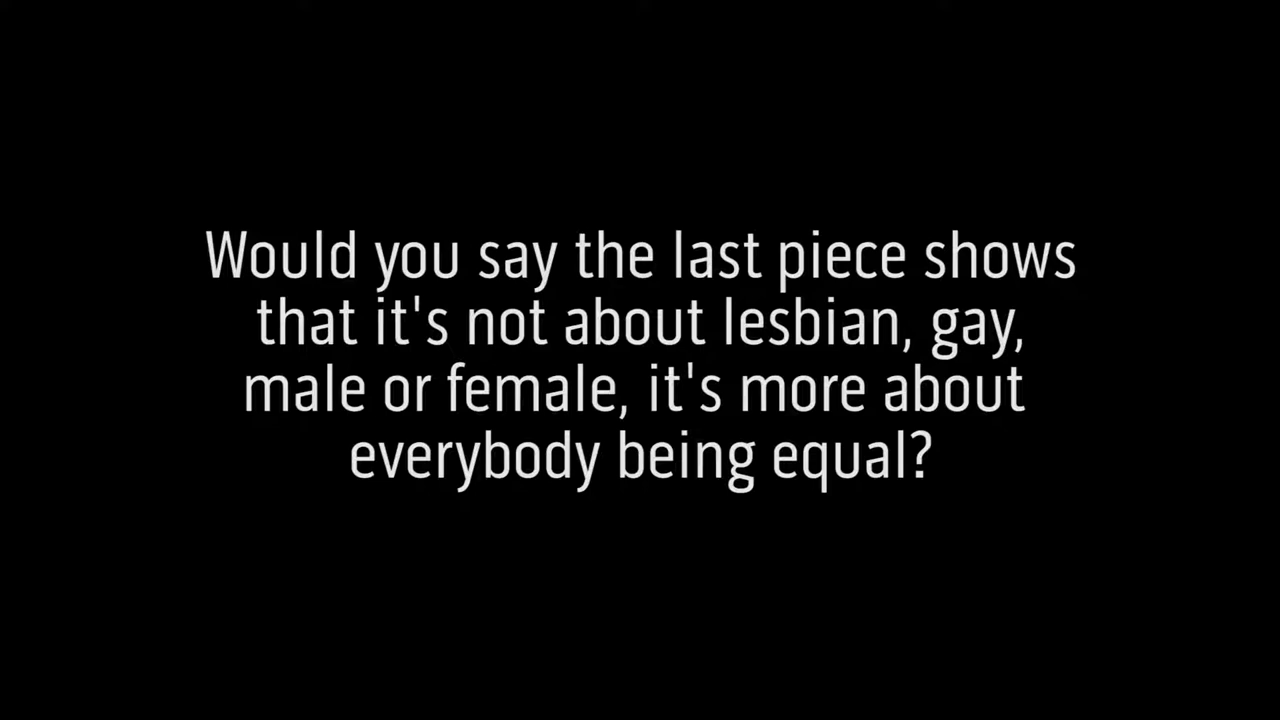 Would you say the last piece shows
that it's not about lesbian, gay,
male or female, it's more about
everybody being equal?